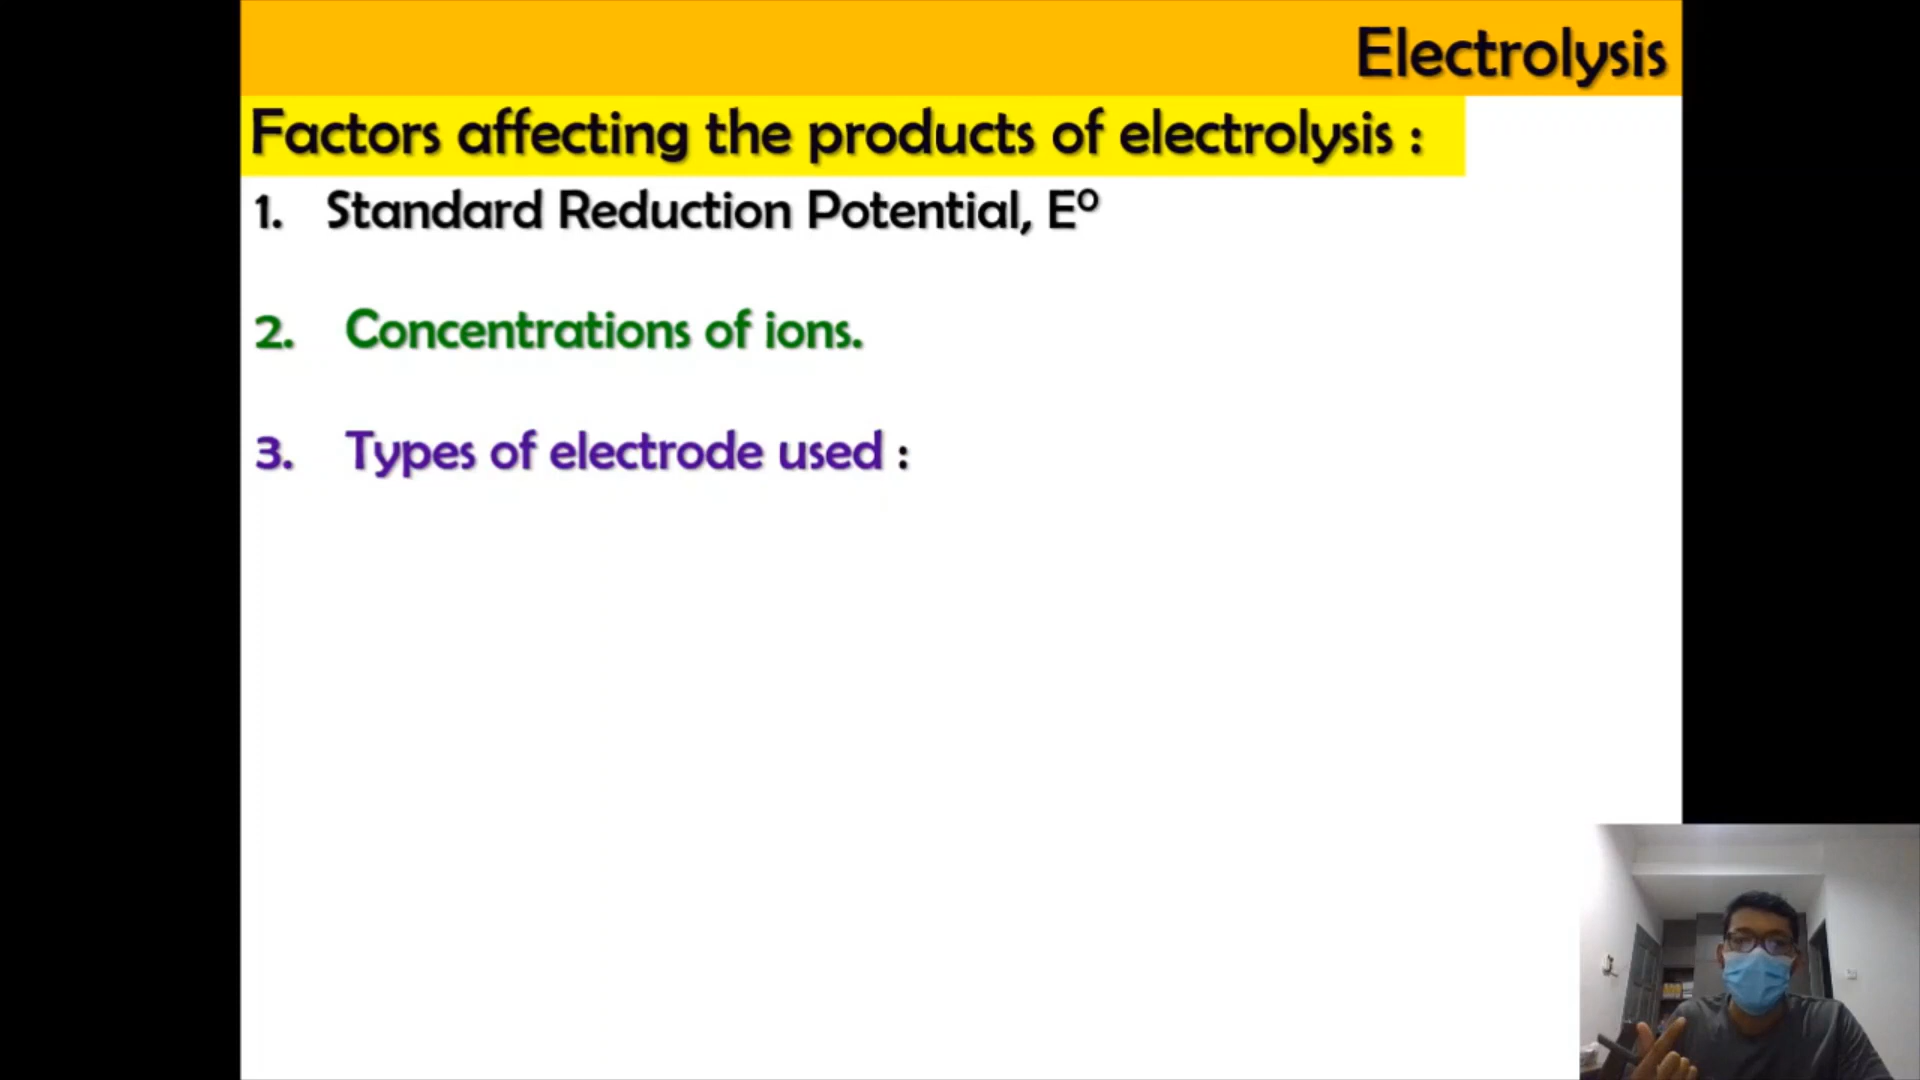 Electrolysis
Factors affecting the products of electrolysis :
1. Standard Reduction Potential, E⁰
2. Concentrations of ions.
3. Types of electrode used :